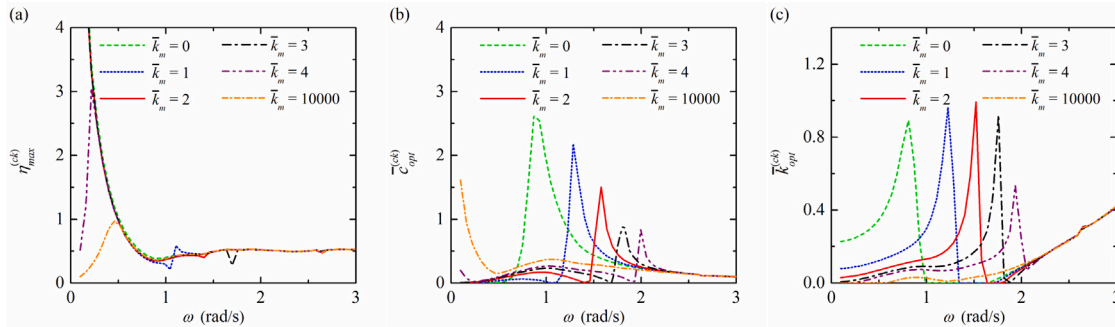 (a)
4
3
2
1
0
0
1
2
3
η_max^(ck)
ω (rad/s)
k̄_m = 0
k̄_m = 3
k̄_m = 1
k̄_m = 4
k̄_m = 2
k̄_m = 10000
(b)
4
3
2
1
0
0
1
2
3
c̄_opt^(ck)
ω (rad/s)
k̄_m = 0
k̄_m = 3
k̄_m = 1
k̄_m = 4
k̄_m = 2
k̄_m = 10000
(c)
1.2
0.8
0.4
0.0
0
1
2
3
k̄_opt^(ck)
ω (rad/s)
k̄_m = 0
k̄_m = 3
k̄_m = 1
k̄_m = 4
k̄_m = 2
k̄_m = 10000